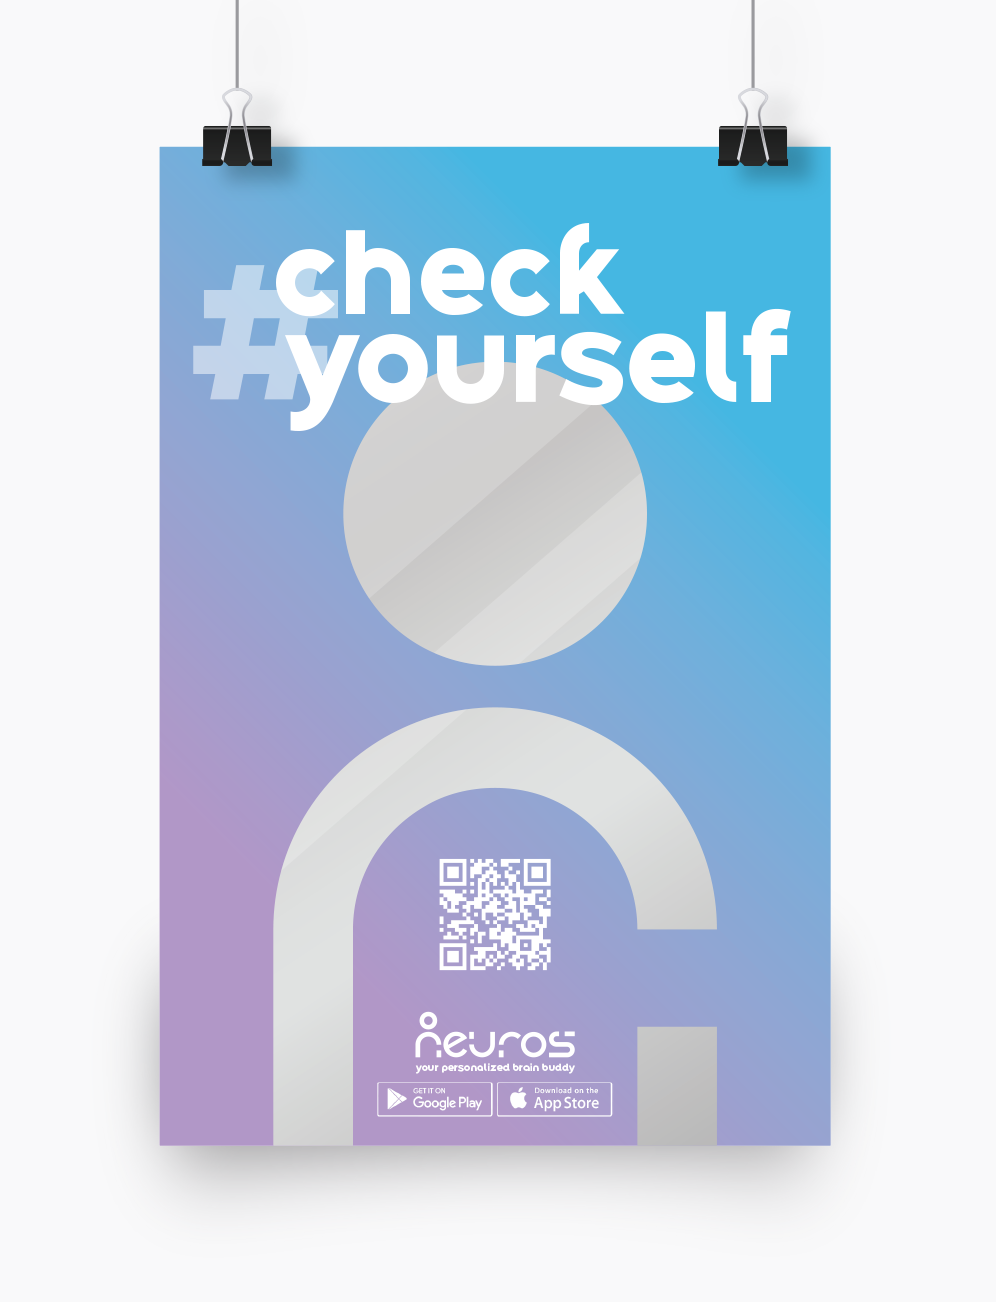 #check
yourself
neuros
your personalized brain buddy
GET IT ON
Google Play
Download on the
App Store